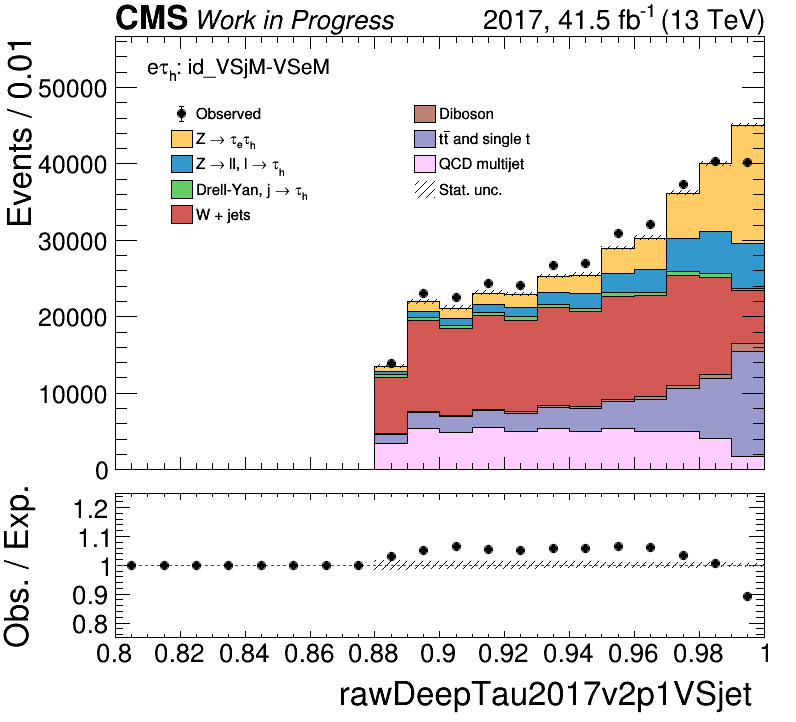 CMS Work in Progress 2017, 41.5 fb⁻¹ (13 TeV)
Events / 0.01
50000
40000
30000
20000
10000
0
eτₕ: id_VSjM-VSeM
Observed
Z → τₑτₕ
Z → ll, l → τₕ
Drell-Yan, j → τₕ
W + jets
Diboson
tt̄ and single t
QCD multijet
Stat. unc.
Obs. / Exp.
1.2
1.1
1
0.9
0.8
0.8 0.82 0.84 0.86 0.88 0.9 0.92 0.94 0.96 0.98 1
rawDeepTau2017v2p1VSjet